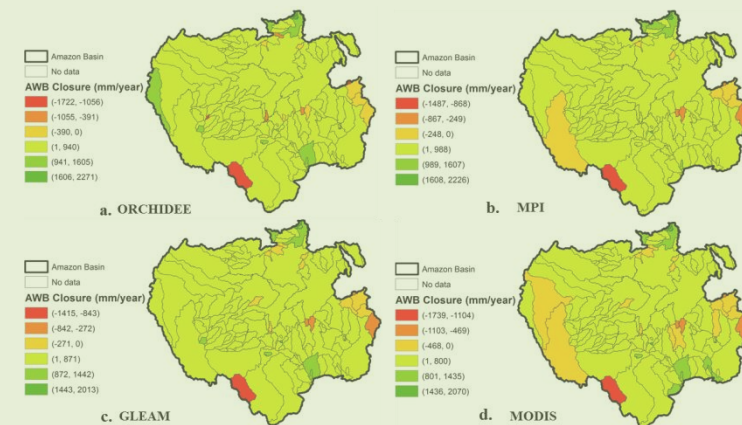 Amazon Basin
No data
AWB Closure (mm/year)
(-1722, -1056)
(-1055, -391)
(-390, 0)
(1, 940)
(941, 1605)
(1606, 2271)
a. ORCHIDEE
Amazon Basin
No data
AWB Closure (mm/year)
(-1487, -868)
(-867, -249)
(-248, 0)
(1, 988)
(989, 1607)
(1608, 2226)
b. MPI
Amazon Basin
No data
AWB Closure (mm/year)
(-1415, -843)
(-842, -272)
(-271, 0)
(1, 871)
(872, 1442)
(1443, 2013)
c. GLEAM
Amazon Basin
No data
AWB Closure (mm/year)
(-1739, -1104)
(-1103, -469)
(-468, 0)
(1, 800)
(801, 1435)
(1436, 2070)
d. MODIS